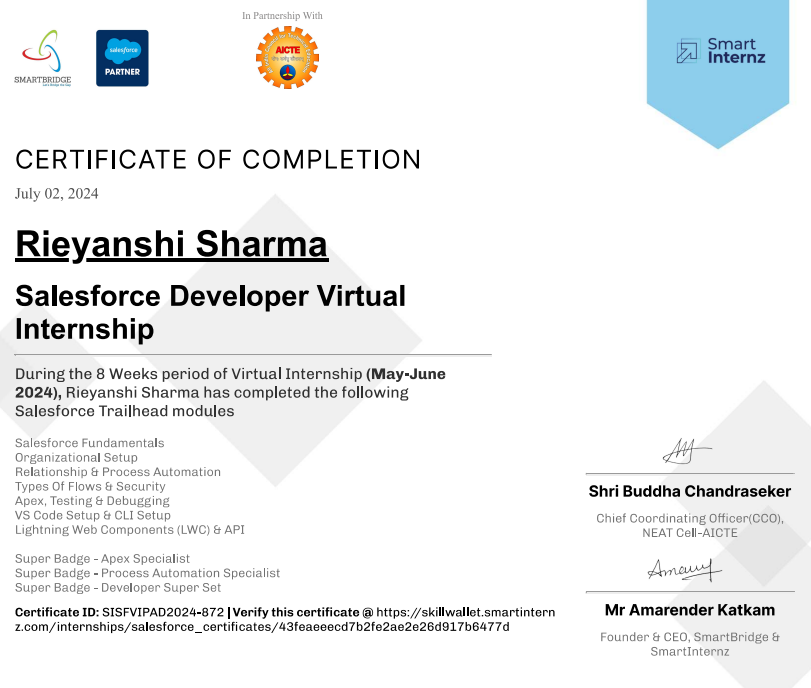 In Partnership With
SMARTBRIDGE
Let's Bridge the Gap
salesforce
PARTNER
AICTE
Smart
Internz
CERTIFICATE OF COMPLETION
July 02, 2024
Rieyanshi Sharma
Salesforce Developer Virtual
Internship
During the 8 Weeks period of Virtual Internship (May-June
2024), Rieyanshi Sharma has completed the following
Salesforce Trailhead modules
Salesforce Fundamentals
Organizational Setup
Relationship & Process Automation
Types Of Flows & Security
Apex, Testing & Debugging
VS Code Setup & CLI Setup
Lightning Web Components (LWC) & API
Super Badge - Apex Specialist
Super Badge - Process Automation Specialist
Super Badge - Developer Super Set
Certificate ID: SISFVIPAD2024-872 | Verify this certificate @ https://skillwallet.smartintern
z.com/internships/salesforce_certificates/43feaeeecd7b2fe2ae2e26d917b6477d
Shri Buddha Chandraseker
Chief Coordinating Officer(CCO),
NEAT Cell-AICTE
Mr Amarender Katkam
Founder & CEO, SmartBridge &
SmartInternz